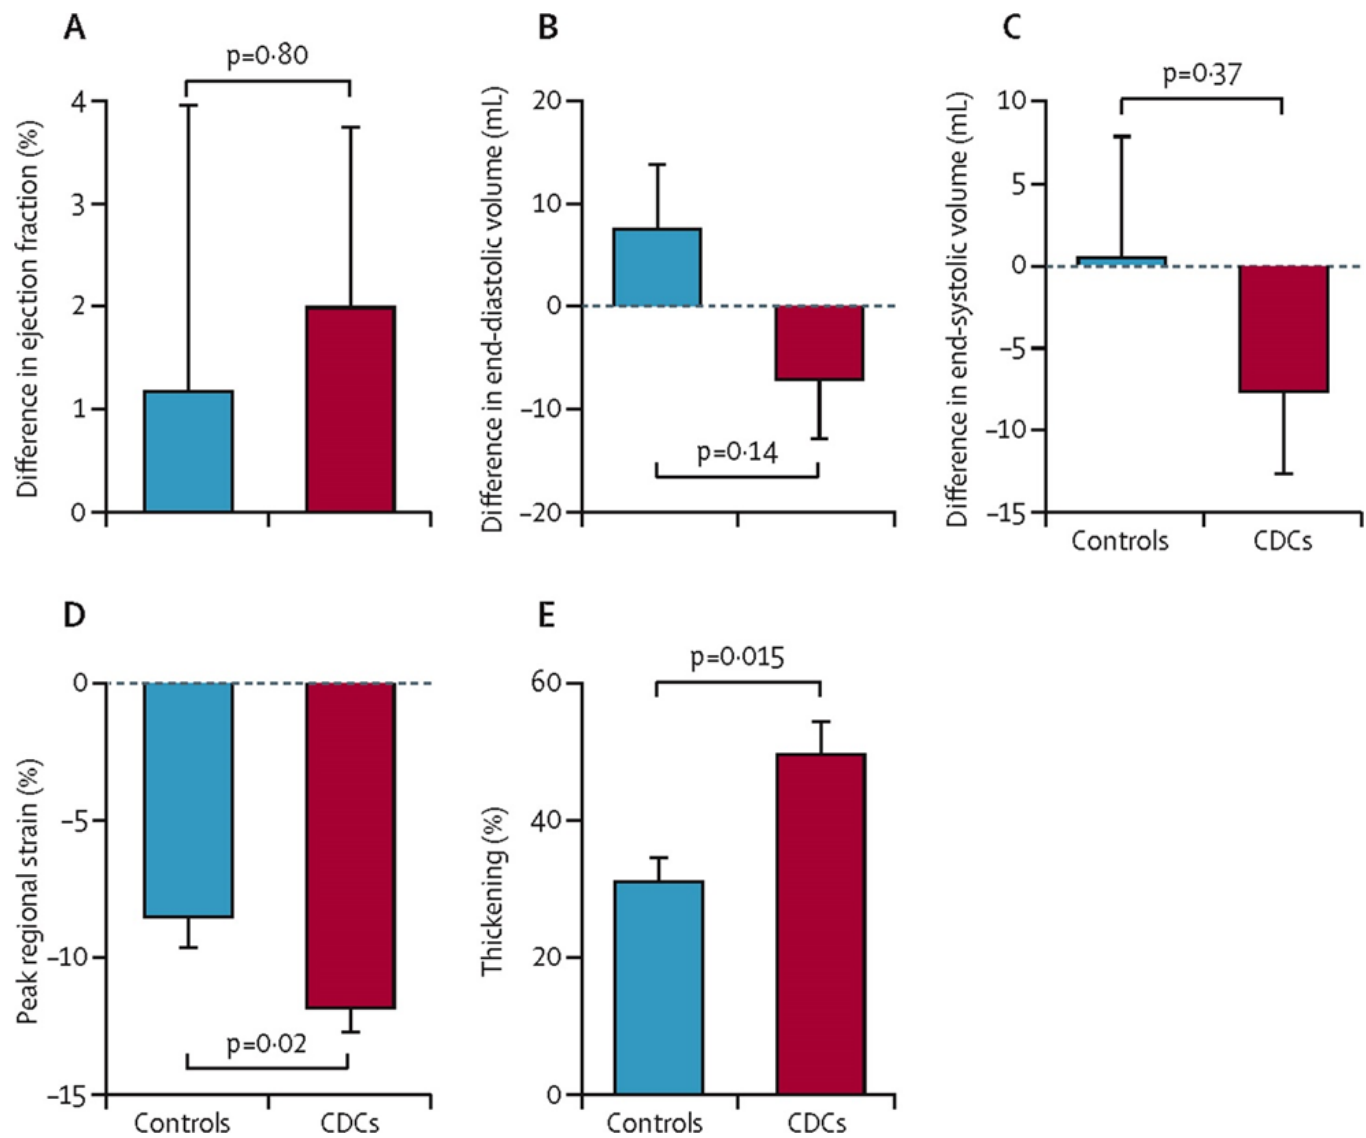 A
p=0·80
Difference in ejection fraction (%)
4
3
2
1
0
B
Difference in end-diastolic volume (mL)
20
10
0
–10
–20
p=0·14
C
p=0·37
Difference in end-systolic volume (mL)
10
5
0
–5
–10
–15
Controls CDCs
D
Peak regional strain (%)
0
–5
–10
–15
p=0·02
Controls CDCs
E
p=0·015
Thickening (%)
60
40
20
0
Controls CDCs